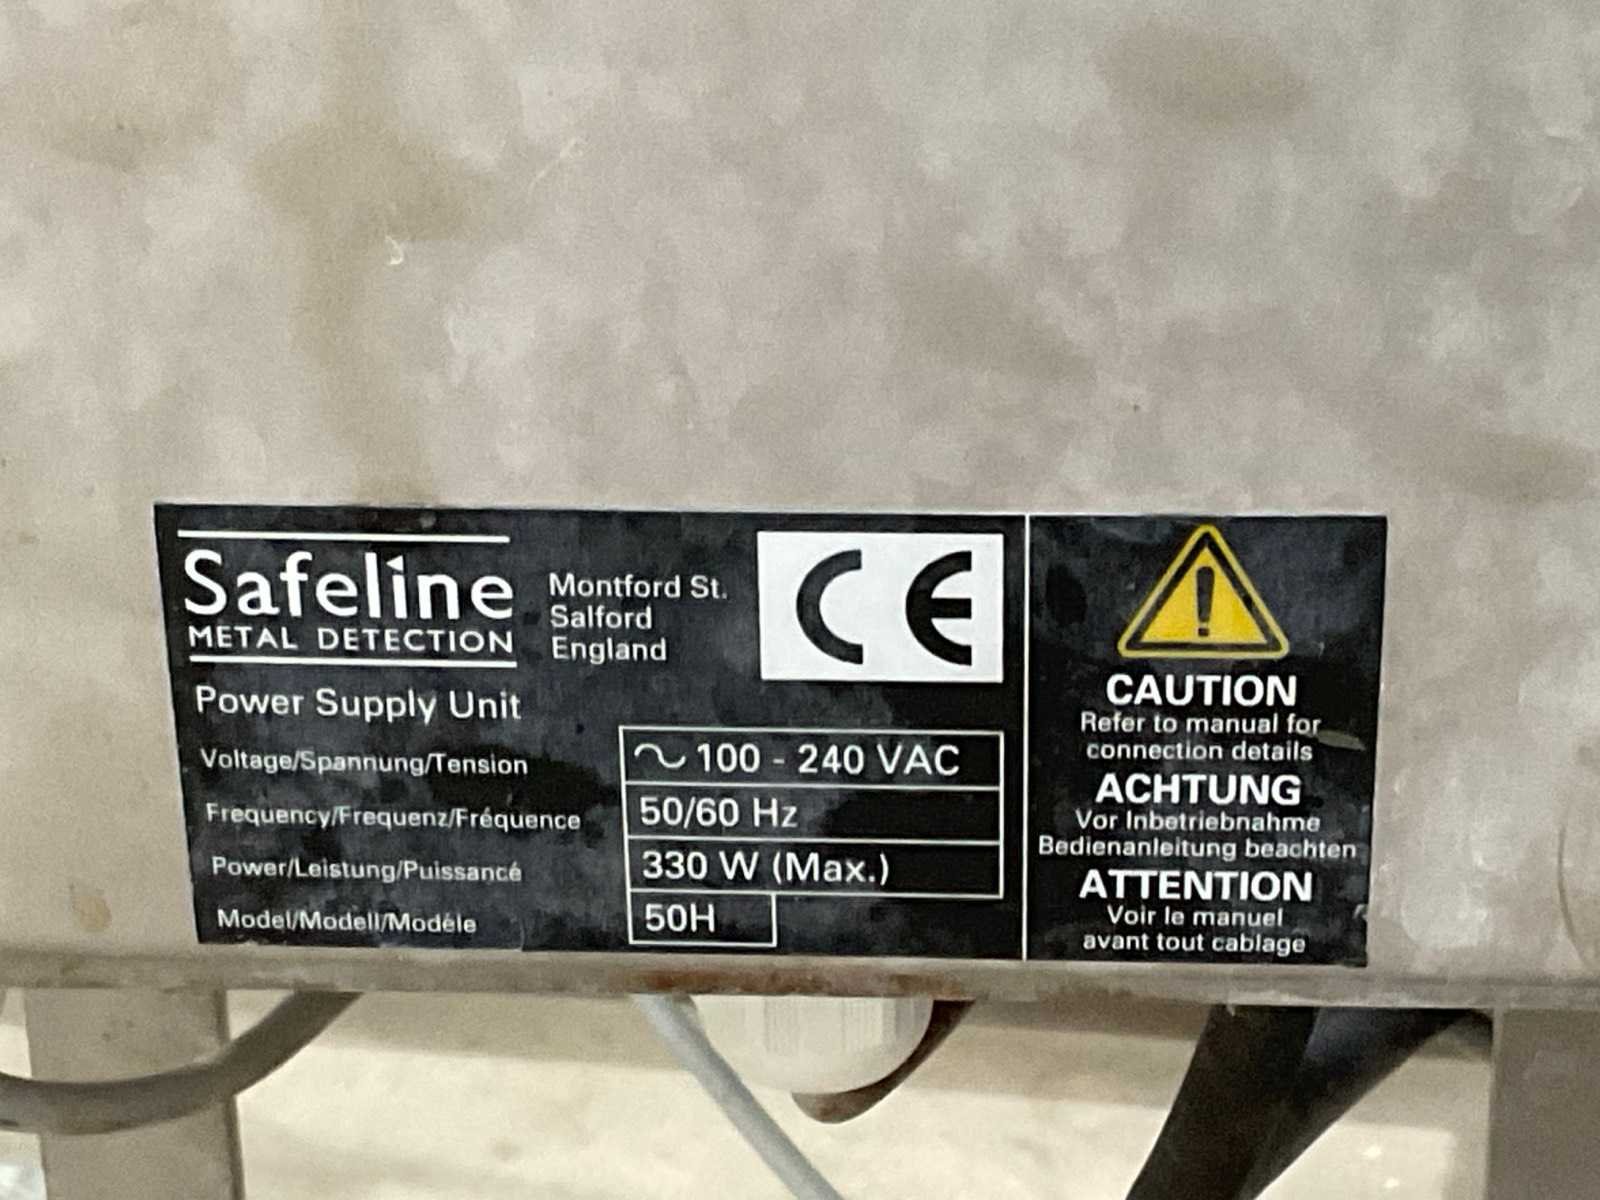 Safeline
METAL DETECTION
Montford St.
Salford
England
CE
Power Supply Unit
Voltage/Spannung/Tension 100 - 240 VAC
Frequency/Frequenz/Fréquence 50/60 Hz
Power/Leistung/Puissancé 330 W (Max.)
Model/Modell/Modéle 50H
CAUTION
Refer to manual for
connection details
ACHTUNG
Vor Inbetriebnahme
Bedienanleitung beachten
ATTENTION
Voir le manuel
avant tout cablage